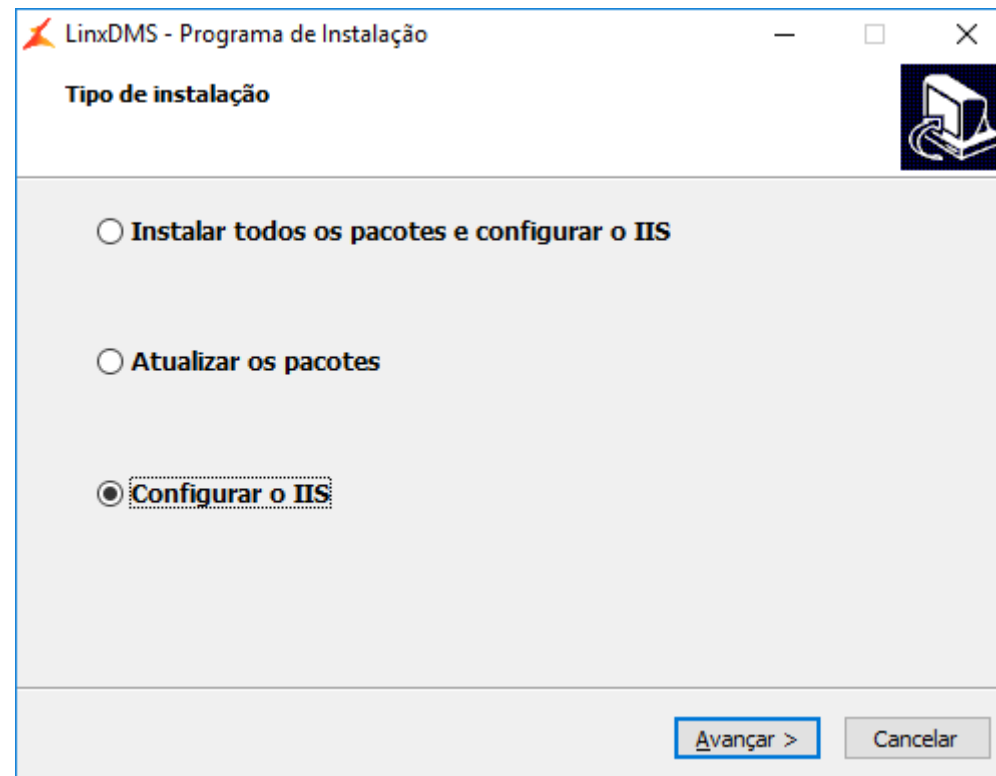 LinxDMS - Programa de Instalação
Tipo de instalação
Instalar todos os pacotes e configurar o IIS
Atualizar os pacotes
Configurar o IIS
Avançar >
Cancelar